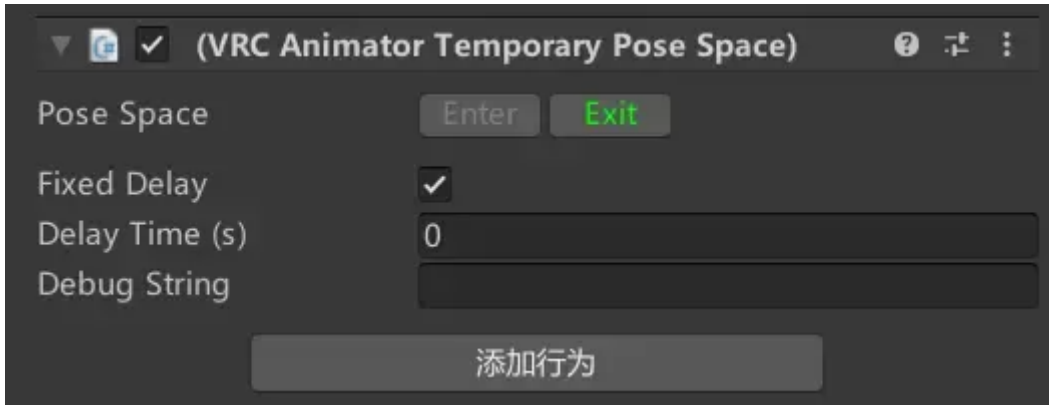 (VRC Animator Temporary Pose Space)
Pose Space Enter Exit
Fixed Delay
Delay Time (s) 0
Debug String
添加行为